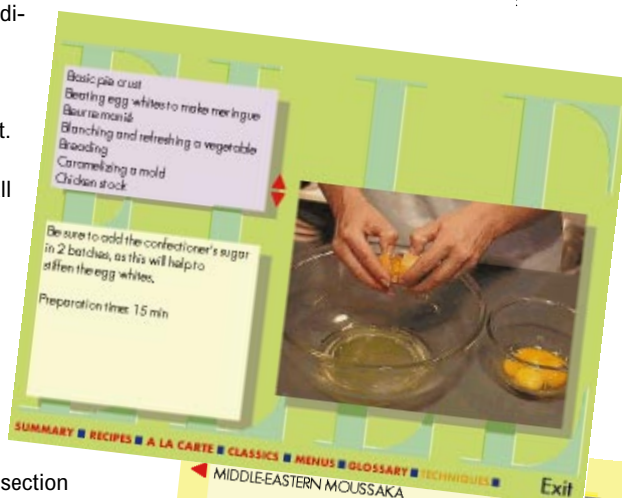 di-
t.
ll
Basic pie crust
Beating egg whites to make meringue
Beurre manié
Blanching and refreshing a vegetable
Breading
Caramelizing a mold
Chicken stock
Be sure to add the confectioner's sugar
in 2 batches, as this will help to
stiffen the egg whites.
Preparation time: 15 min
SUMMARY RECIPES A LA CARTE CLASSICS MENUS GLOSSARY TECHNIQUES
Exit
section
MIDDLE-EASTERN MOUSSAKA